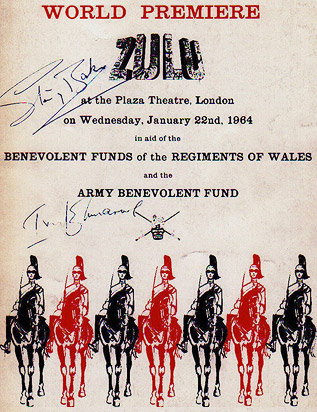 WORLD PREMIERE
ZULU
at the Plaza Theatre, London
on Wednesday, January 22nd, 1964
in aid of the
BENEVOLENT FUNDS of the REGIMENTS OF WALES
and the
ARMY BENEVOLENT FUND